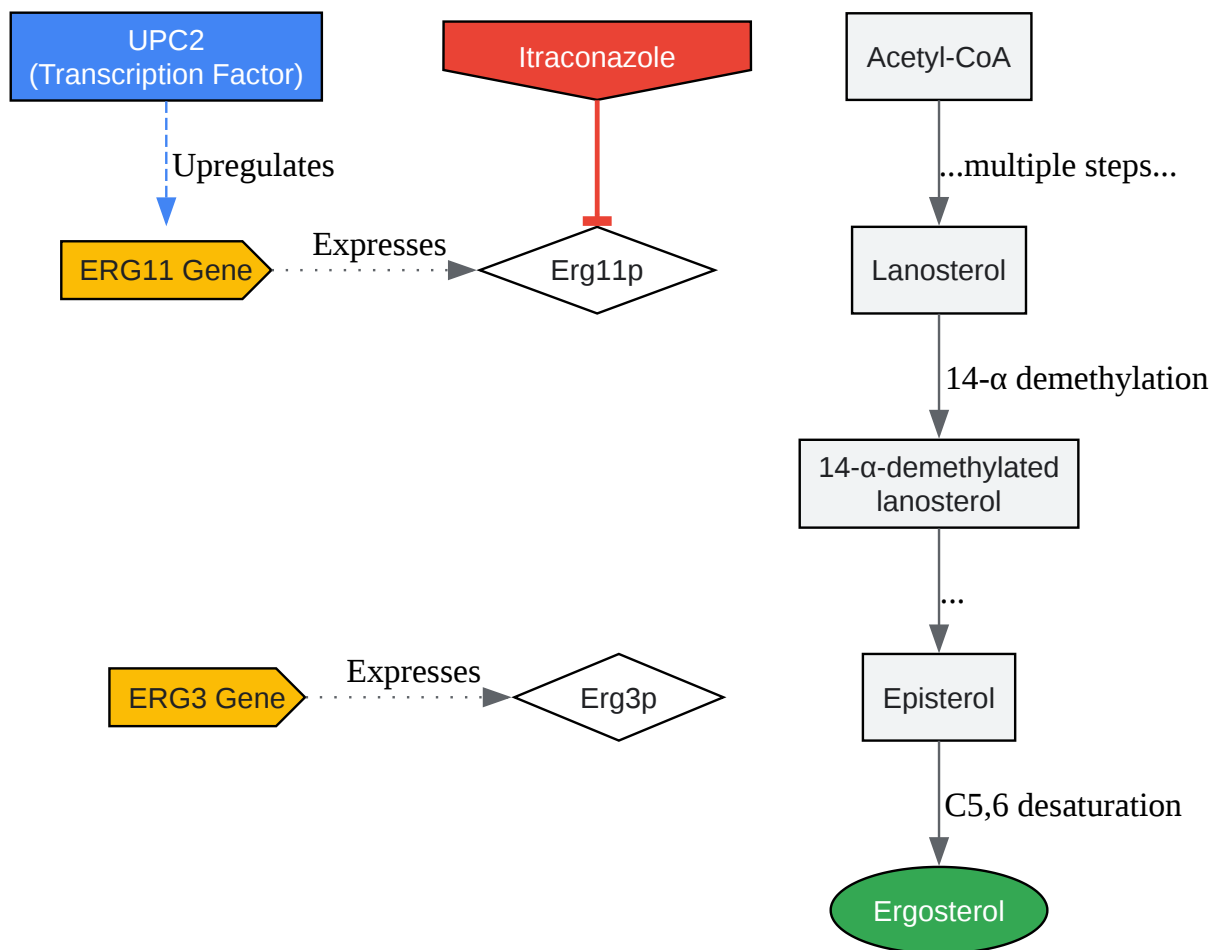 UPC2
(Transcription Factor)
Itraconazole
Acetyl-CoA
Upregulates
...multiple steps...
ERG11 Gene
Expresses
Erg11p
Lanosterol
14-α demethylation
14-α-demethylated
lanosterol
...
ERG3 Gene
Expresses
Erg3p
Episterol
C5,6 desaturation
Ergosterol